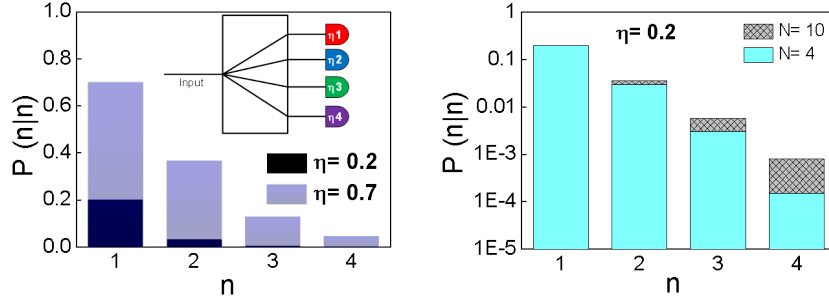 P (n|n)
1.0
0.8
0.6
0.4
0.2
0.0
1 2 3 4
n
Input
η1
η2
η3
η4
η= 0.2
η= 0.7
P (n|n)
1
0.1
0.01
1E-3
1E-4
1E-5
1 2 3 4
n
η= 0.2
N= 10
N= 4